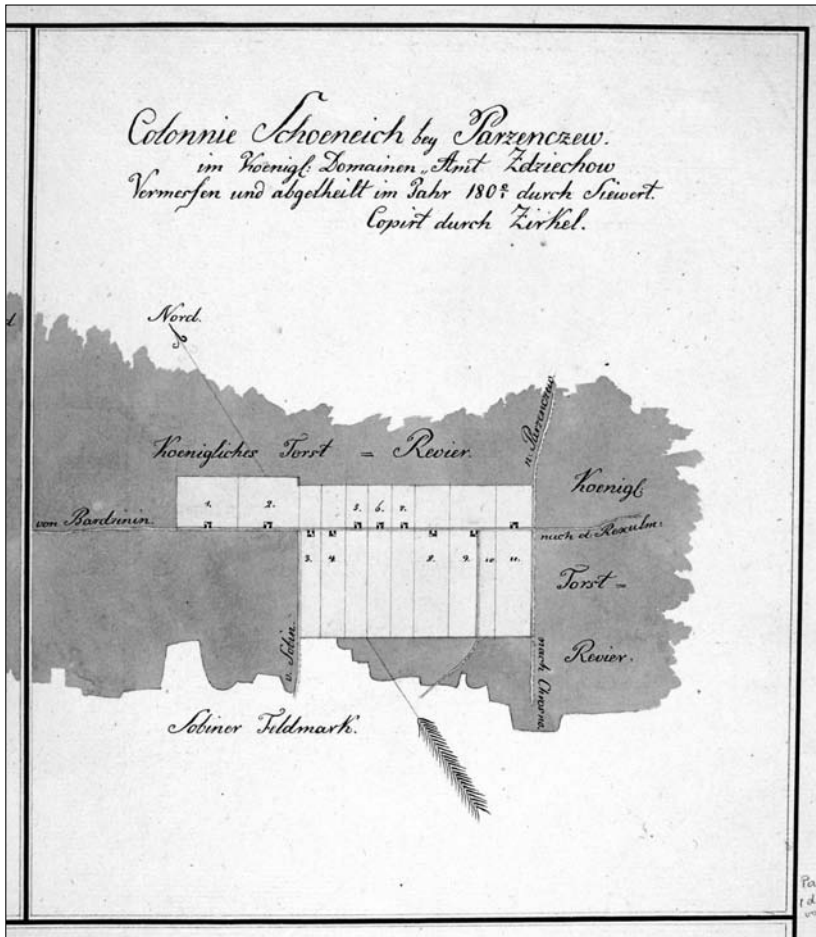 Colonnie Schoeneich bey Parzenczew.
im Koenigl: Domainen„Amt Zdziechow
Vermessen und abgetheilt im Jahr 180 durch Siewert.
Copirt durch Zirkel.
Nord.
d.
Koenigliches Forst = Revier.
n. Parzenczew.
Koenigl.
1. 2. 5. 6. 7.
von Bardzinin.
nach d.
3. 4. 8. 9. 10. 11.
Forst =
v. Sobin.
Revier.
nach
Sobiner Feldmark.
Pa